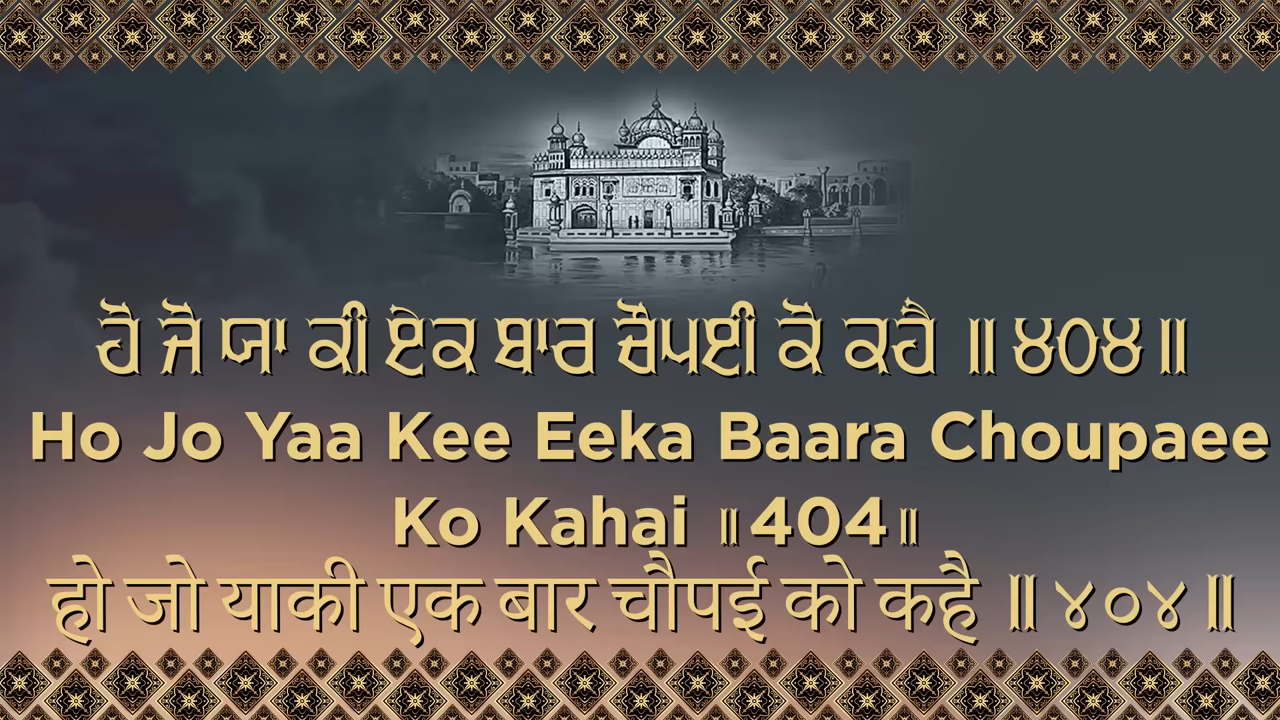 ਹੋ ਜੋ ਯਾ ਕੀ ਏਕ ਬਾਰ ਚੌਪਈ ਕੋ ਕਹੈ ॥੪੦੪॥
Ho Jo Yaa Kee Eeka Baara Choupaee
Ko Kahai ॥404॥
हो जो याकी एक बार चौपई को कहै ॥४०४॥